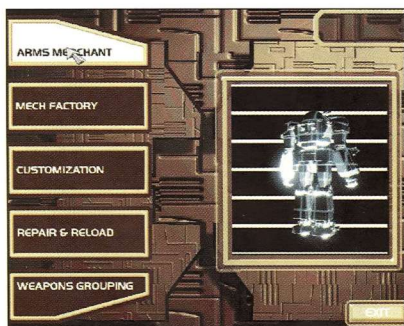 ARMS MERCHANT
MECH FACTORY
CUSTOMIZATION
REPAIR & RELOAD
WEAPONS GROUPING
EXIT